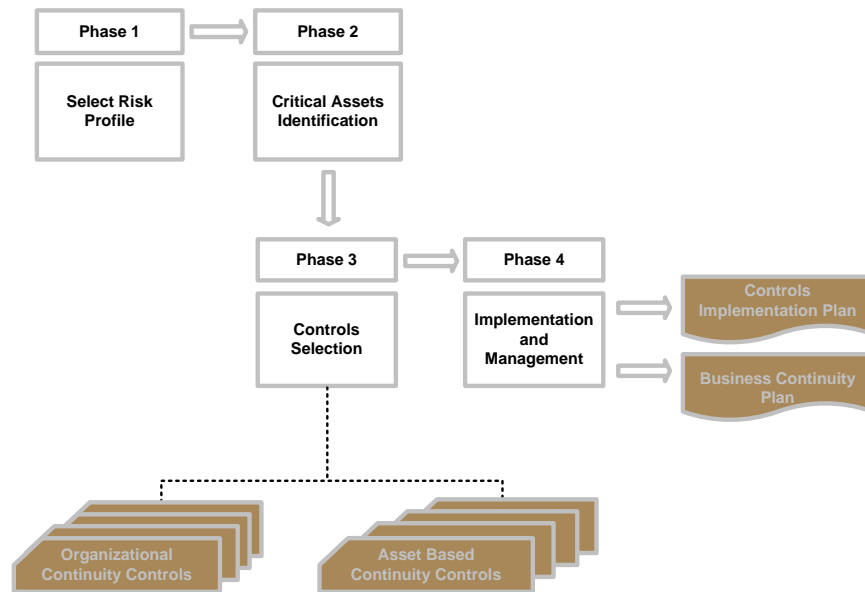 Phase 1
Phase 2
Select Risk
Profile
Critical Assets
Identification
Phase 3
Phase 4
Controls
Selection
Implementation
and
Management
Controls
Implementation Plan
Business Continuity
Plan
Organizational
Continuity Controls
Asset Based
Continuity Controls